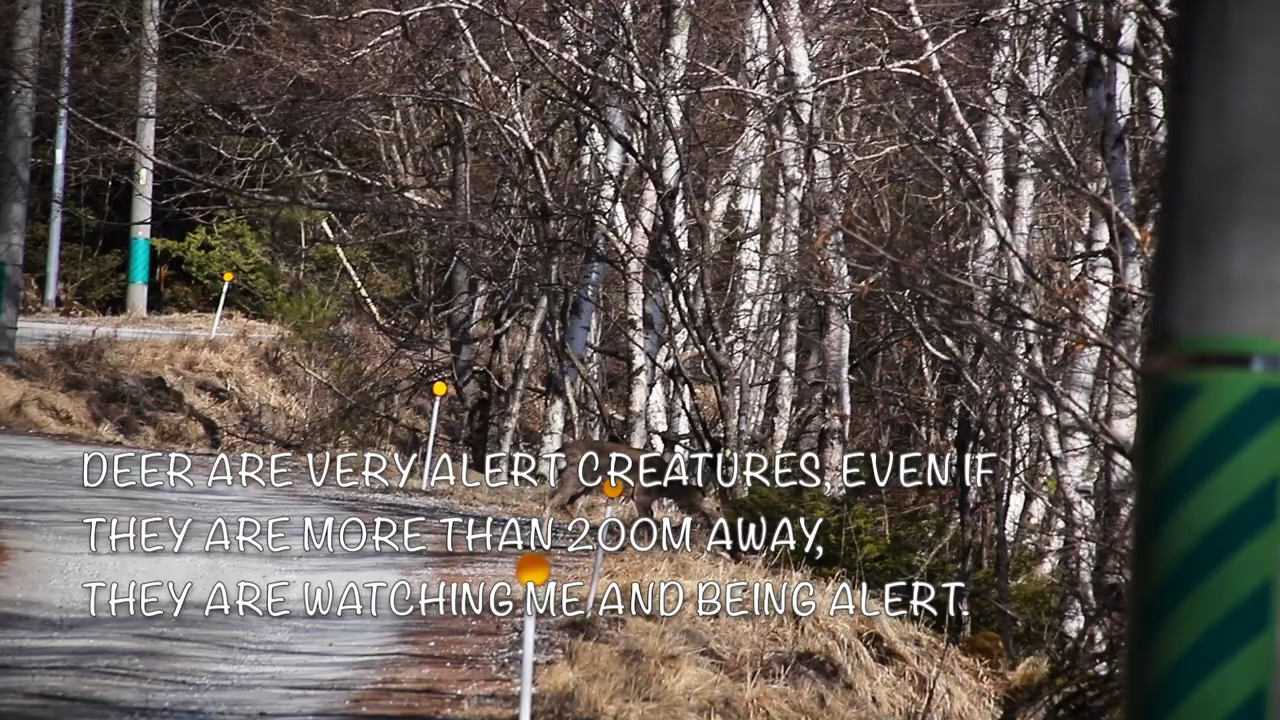 DEER ARE VERY ALERT CREATURES, EVEN IF
THEY ARE MORE THAN 200M AWAY,
THEY ARE WATCHING ME AND BEING ALERT.